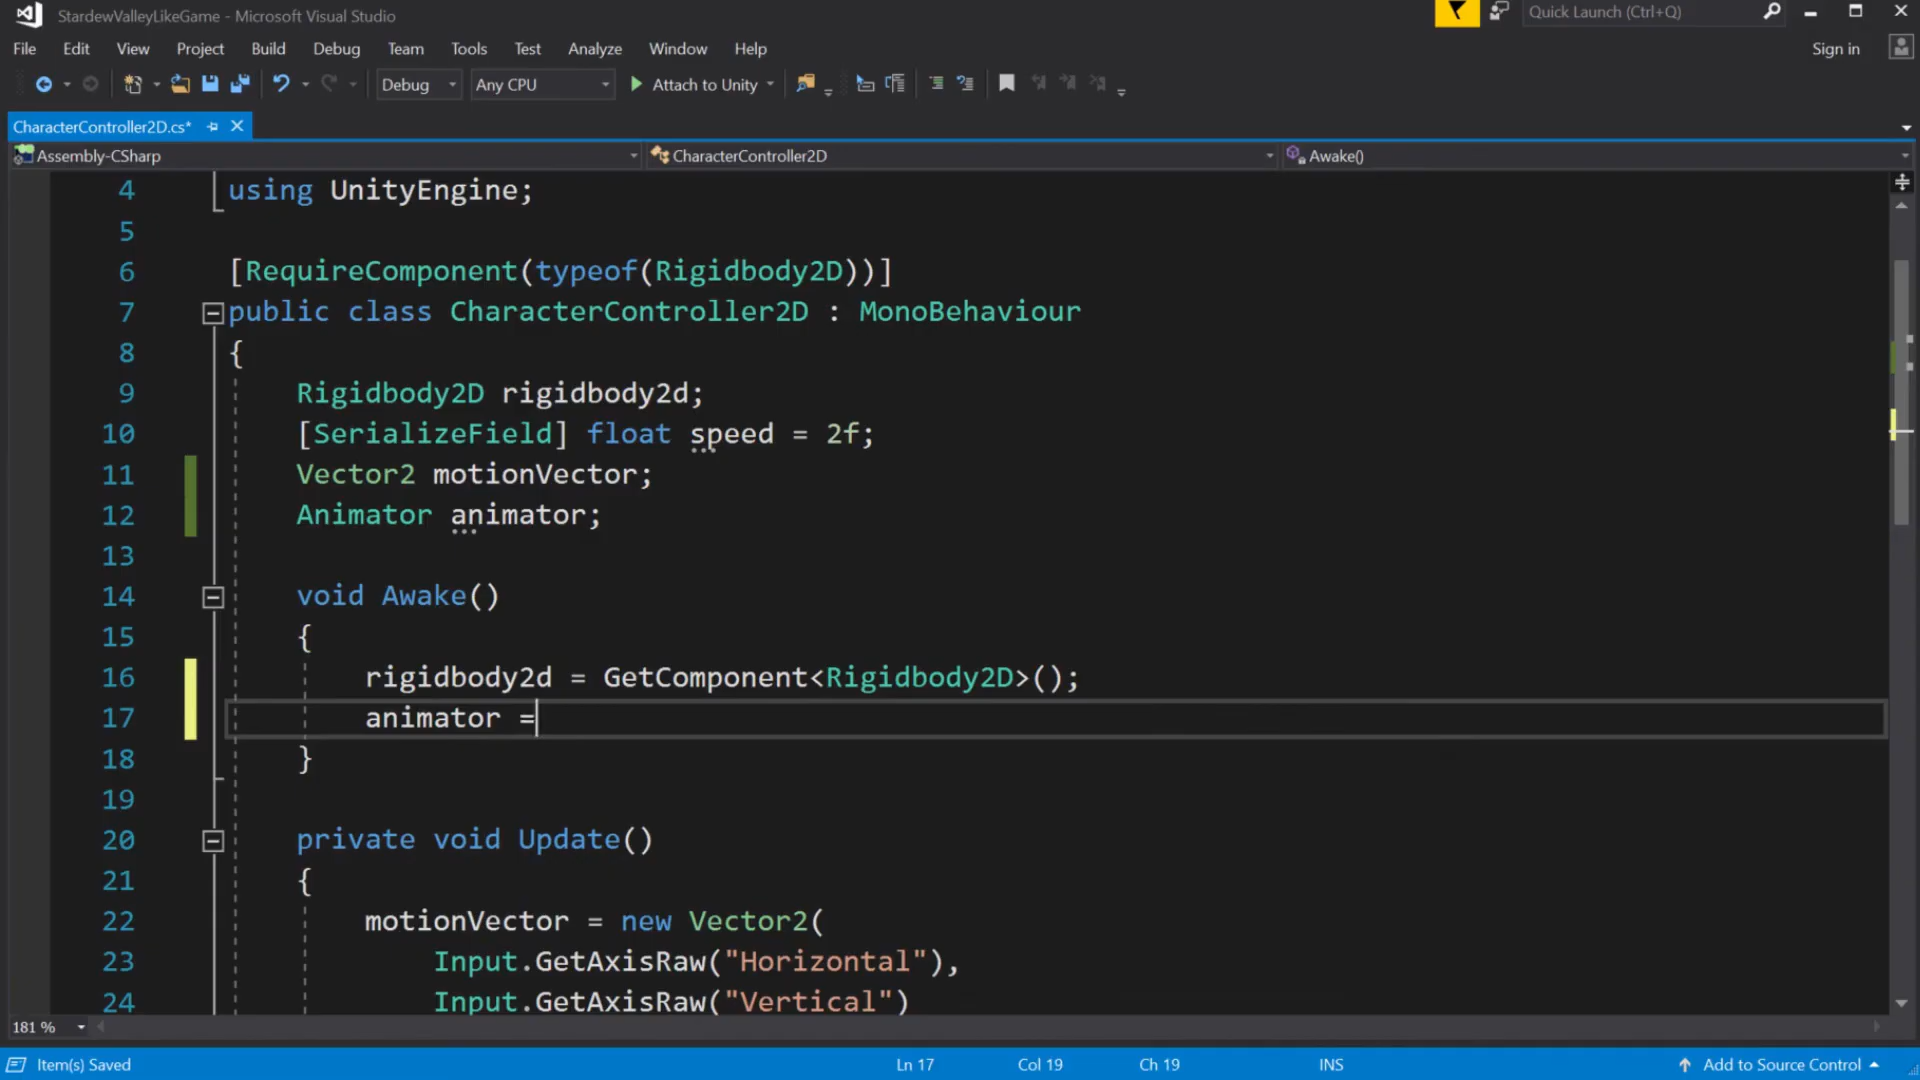 StardewValleyLikeGame - Microsoft Visual Studio
Quick Launch (Ctrl+Q)
File Edit View Project Build Debug Team Tools Test Analyze Window Help
Sign in
Debug Any CPU Attach to Unity
CharacterController2D.cs*
Assembly-CSharp CharacterController2D Awake()
4 using UnityEngine;
5
6 [RequireComponent(typeof(Rigidbody2D))]
7 public class CharacterController2D : MonoBehaviour
8 {
9 Rigidbody2D rigidbody2d;
10 [SerializeField] float speed = 2f;
11 Vector2 motionVector;
12 Animator animator;
13
14 void Awake()
15 {
16 rigidbody2d = GetComponent<Rigidbody2D>();
17 animator =
18 }
19
20 private void Update()
21 {
22 motionVector = new Vector2(
23 Input.GetAxisRaw("Horizontal"),
24 Input.GetAxisRaw("Vertical")
181 %
Item(s) Saved Ln 17 Col 19 Ch 19 INS Add to Source Control